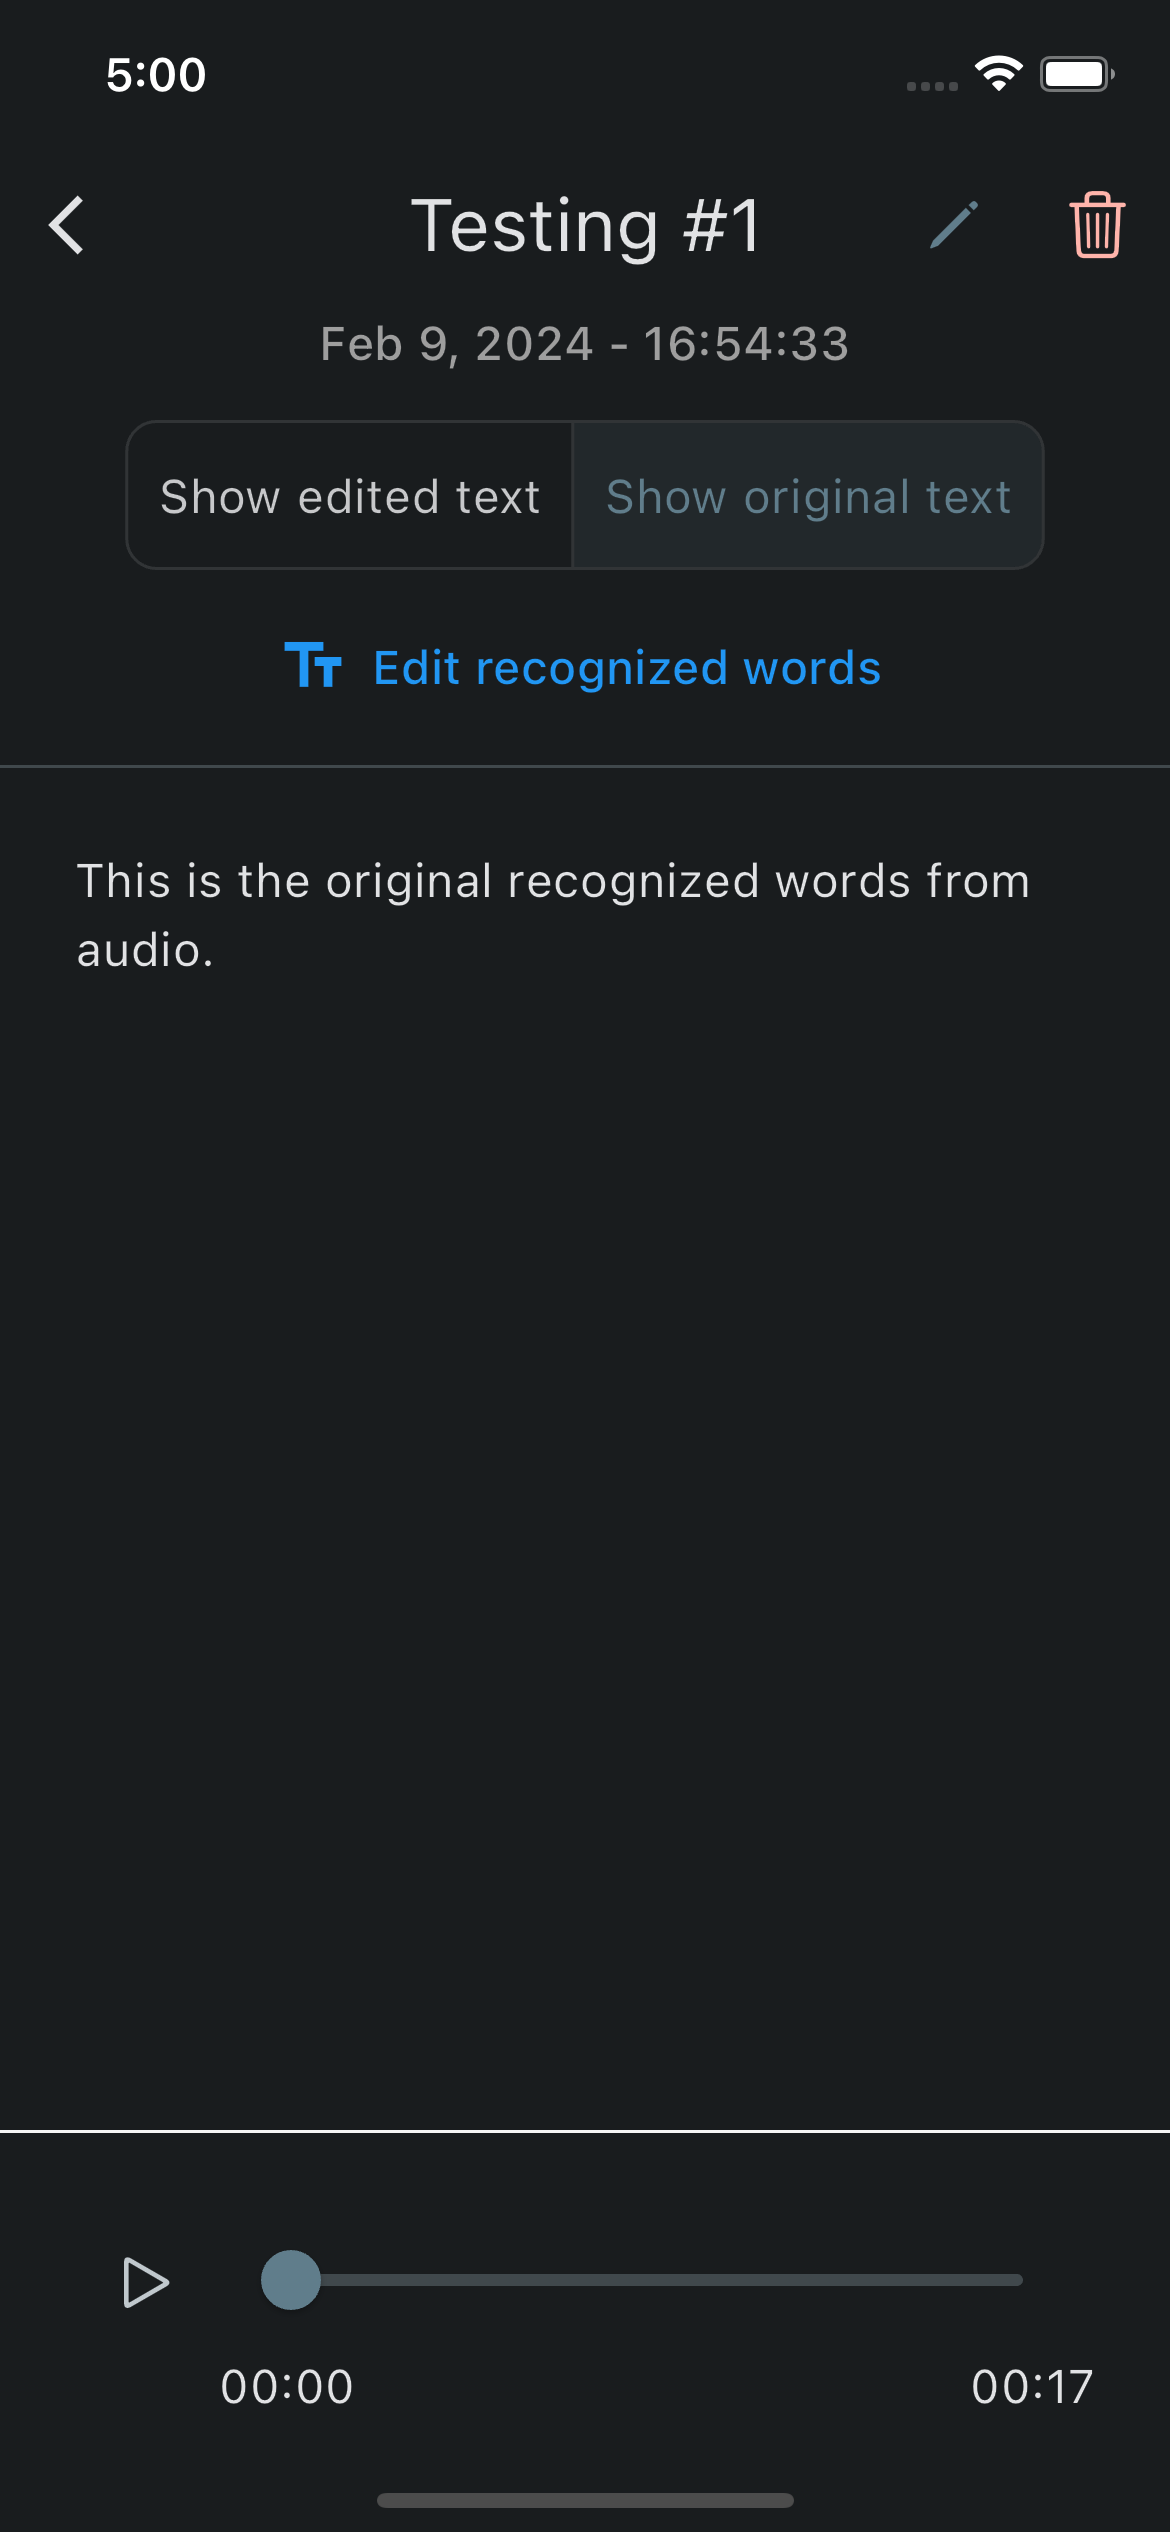 5:00
Testing #1
Feb 9, 2024 - 16:54:33
Show edited text
Show original text
Edit recognized words
This is the original recognized words from
audio.
00:00
00:17